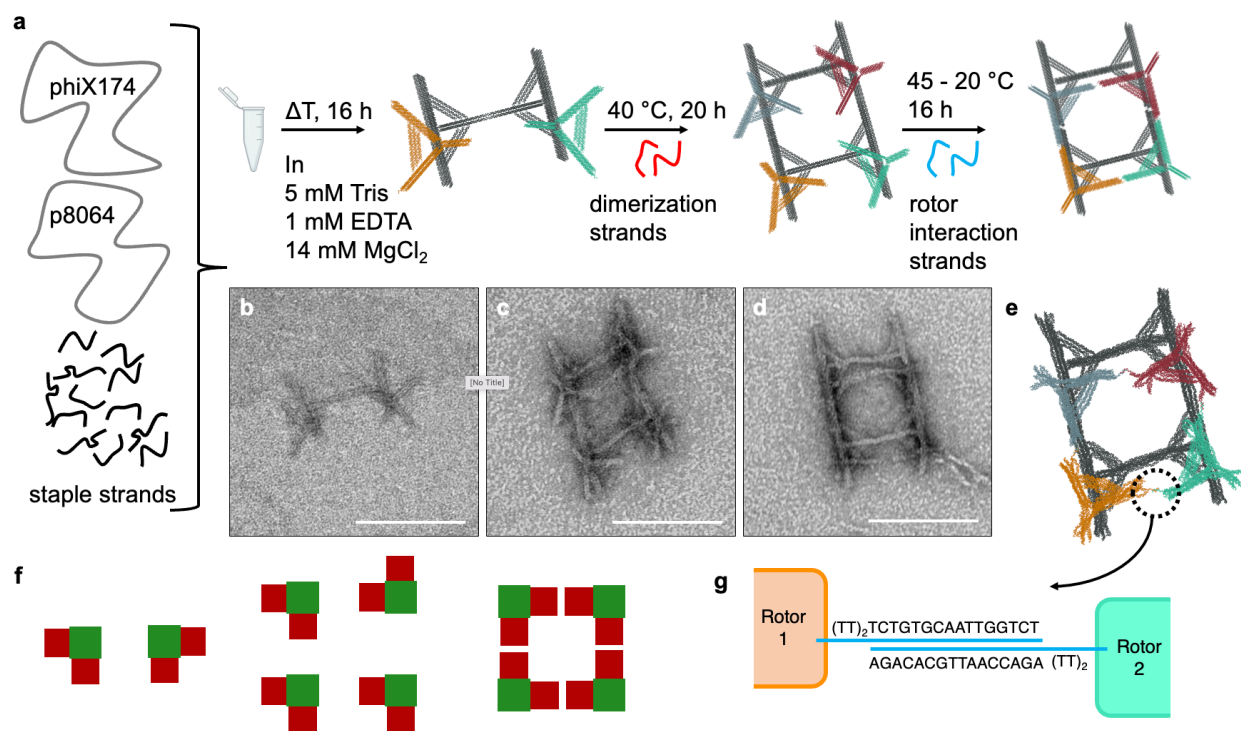 a
phiX174
p8064
staple strands
ΔT, 16 h
In
5 mM Tris
1 mM EDTA
14 mM MgCl₂
40 °C, 20 h
dimerization
strands
45 - 20 °C
16 h
rotor
interaction
strands
b
[No Title]
c
d
e
f
g
Rotor
1
(TT)₂TCTGTGCAATTGGTCT
AGACACGTTAACCAGA (TT)₂
Rotor
2